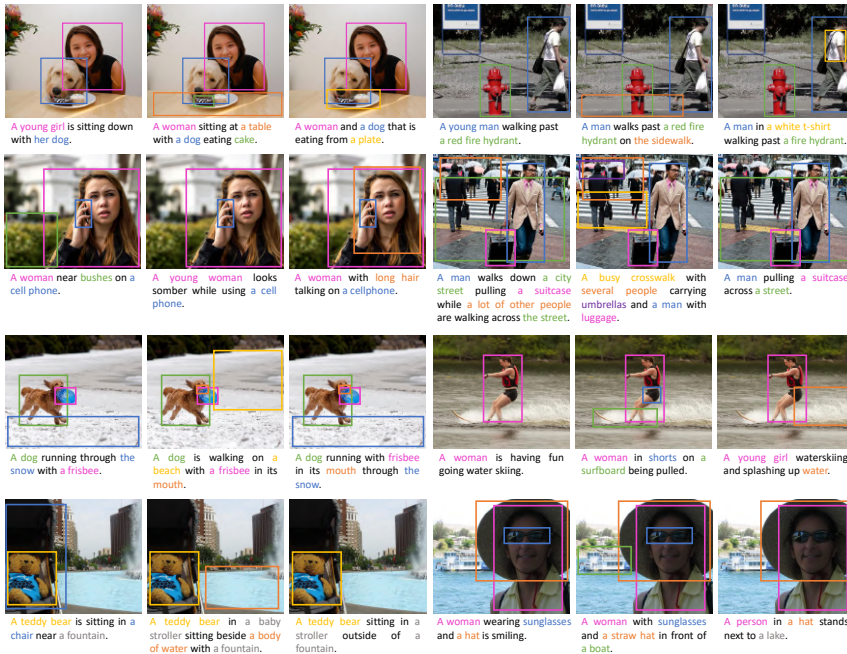 A young girl is sitting down
with her dog.
A woman sitting at a table
with a dog eating cake.
A woman and a dog that is
eating from a plate.
A young man walking past
a red fire hydrant.
A man walks past a red fire
hydrant on the sidewalk.
A man in a white t-shirt
walking past a fire hydrant.
A woman near bushes on a
cell phone.
A young woman looks
somber while using a cell
phone.
A woman with long hair
talking on a cellphone.
A man walks down a city
street pulling a suitcase
while a lot of other people
are walking across the street.
A busy crosswalk with
several people carrying
umbrellas and a man with
luggage.
A man pulling a suitcase
across a street.
A dog running through the
snow with a frisbee.
A dog is walking on a
beach with a frisbee in its
mouth.
A dog running with frisbee
in its mouth through the
snow.
A woman is having fun
going water skiing.
A woman in shorts on a
surfboard being pulled.
A young girl waterskiing
and splashing up water.
A teddy bear is sitting in a
chair near a fountain.
A teddy bear in a baby
stroller sitting beside a body
of water with a fountain.
A teddy bear sitting in a
stroller outside of a
fountain.
A woman wearing sunglasses
and a hat is smiling.
A woman with sunglasses
and a straw hat in front of
a boat.
A person in a hat stands
next to a lake.